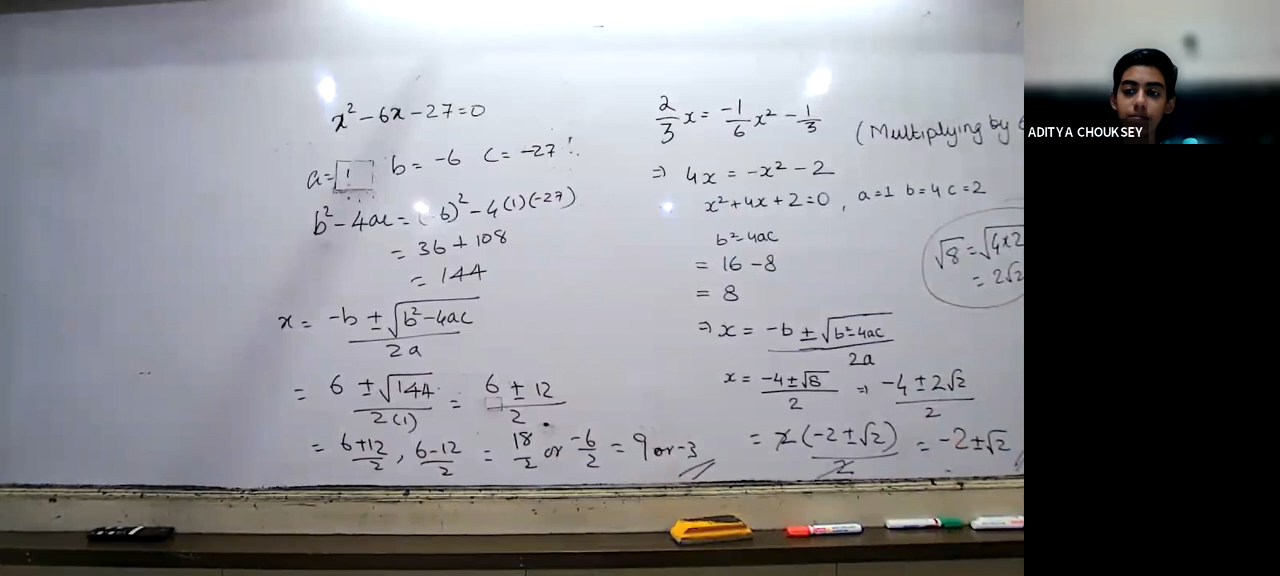 x² - 6x - 27 = 0
a = 1 b = -6 c = -27
b² - 4ac = (-6)² - 4(1)(-27)
= 36 + 108
= 144
x = -b ± √(b² - 4ac) / 2a
= 6 ± √144 / 2(1) = 6 ± 12 / 2
= 6+12/2 , 6-12/2 = 18/2 or -6/2 = 9 or -3
2/3 x = -1/6 x² - 1/3 (Multiplying by
⇒ 4x = -x² - 2
x² + 4x + 2 = 0 , a=1 b=4 c=2
b² - 4ac
= 16 - 8
= 8
√8 = √4×2
= 2√2
⇒ x = -b ± √(b² - 4ac) / 2a
x = -4 ± √8 / 2 ⇒ -4 ± 2√2 / 2
= 2(-2 ± √2) / 2 = -2 ± √2
ADITYA CHOUKSEY